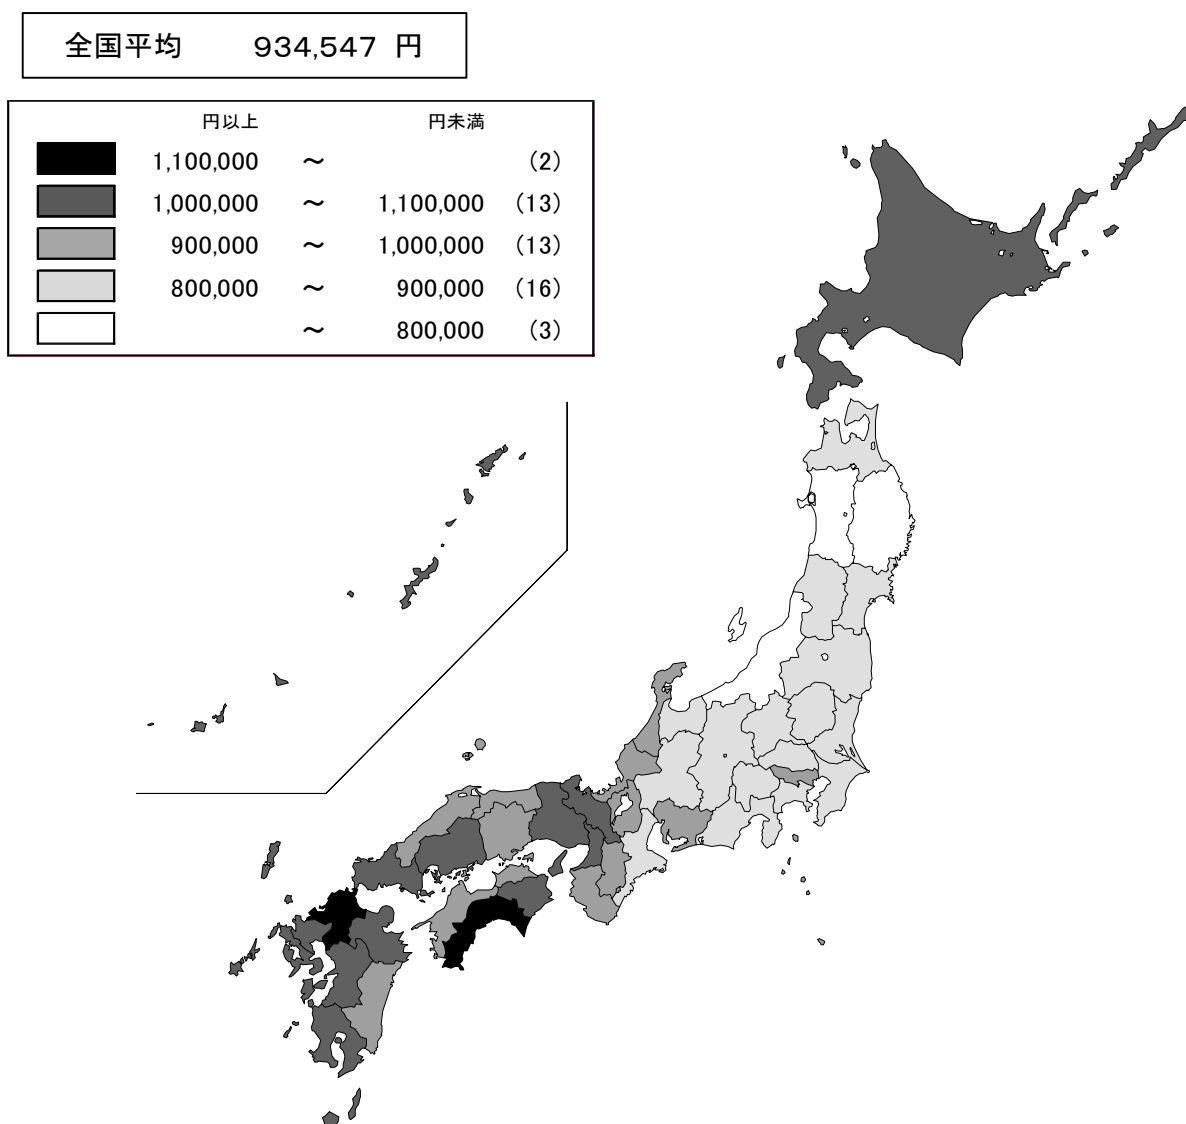 全国平均 934,547 円
円以上 円未満
1,100,000 ～ （2）
1,000,000 ～ 1,100,000 （13）
900,000 ～ 1,000,000 （13）
800,000 ～ 900,000 （16）
～ 800,000 （3）